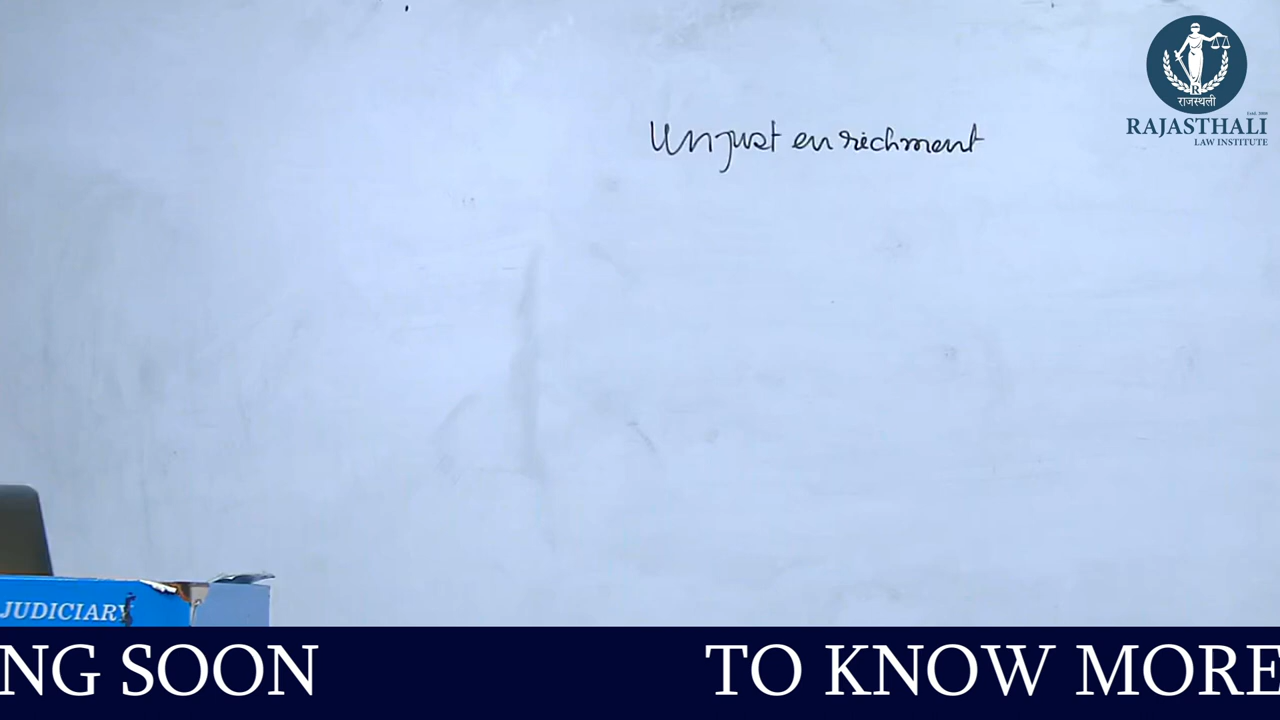 Unjust enrichment
राजस्थली
RAJASTHALI
LAW INSTITUTE
JUDICIARY
NG SOON TO KNOW MORE